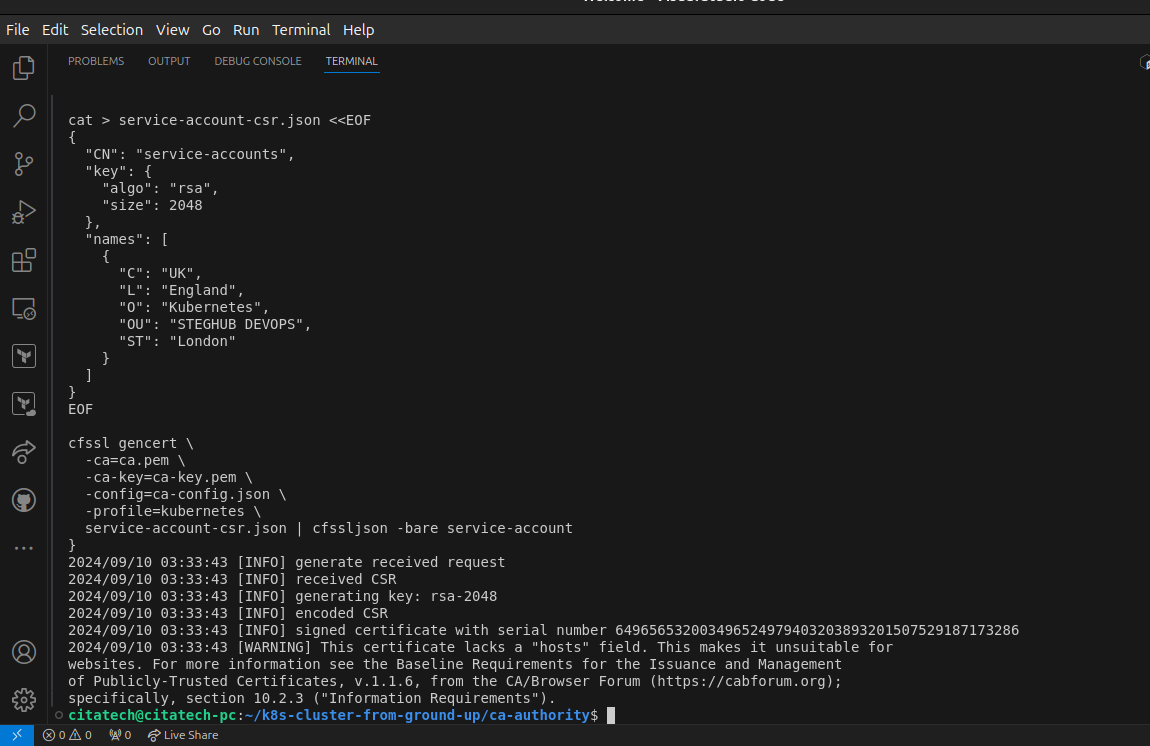 File Edit Selection View Go Run Terminal Help
PROBLEMS OUTPUT DEBUG CONSOLE TERMINAL
cat > service-account-csr.json <<EOF
{
  "CN": "service-accounts",
  "key": {
    "algo": "rsa",
    "size": 2048
  },
  "names": [
    {
      "C": "UK",
      "L": "England",
      "O": "Kubernetes",
      "OU": "STEGHUB DEVOPS",
      "ST": "London"
    }
  ]
}
EOF
cfssl gencert \
  -ca=ca.pem \
  -ca-key=ca-key.pem \
  -config=ca-config.json \
  -profile=kubernetes \
  service-account-csr.json | cfssljson -bare service-account
}
2024/09/10 03:33:43 [INFO] generate received request
2024/09/10 03:33:43 [INFO] received CSR
2024/09/10 03:33:43 [INFO] generating key: rsa-2048
2024/09/10 03:33:43 [INFO] encoded CSR
2024/09/10 03:33:43 [INFO] signed certificate with serial number 649656532003496524979403203893201507529187173286
2024/09/10 03:33:43 [WARNING] This certificate lacks a "hosts" field. This makes it unsuitable for
websites. For more information see the Baseline Requirements for the Issuance and Management
of Publicly-Trusted Certificates, v.1.1.6, from the CA/Browser Forum (https://cabforum.org);
specifically, section 10.2.3 ("Information Requirements").
citatech@citatech-pc:~/k8s-cluster-from-ground-up/ca-authority$
0 0 0 Live Share